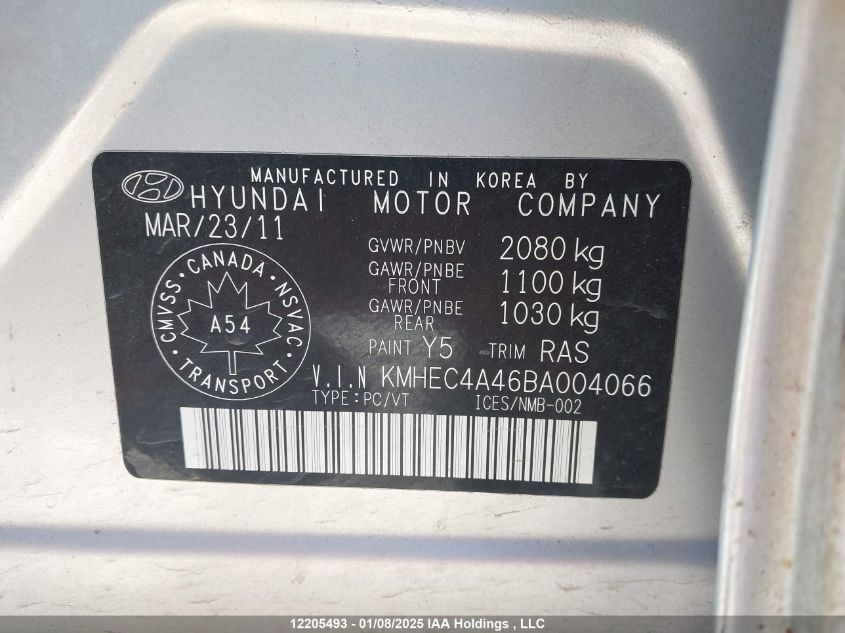 MANUFACTURED IN KOREA BY
HYUNDAI MOTOR COMPANY
MAR/23/11
GVWR/PNBV 2080 kg
GAWR/PNBE FRONT 1100 kg
GAWR/PNBE REAR 1030 kg
PAINT Y5 TRIM RAS
CMVSS · CANADA · NSVAC · TRANSPORT ·
A54
V.I.N KMHEC4A46BA004066
TYPE:PC/VT ICES/NMB-002
12205493 - 01/08/2025 IAA Holdings , LLC